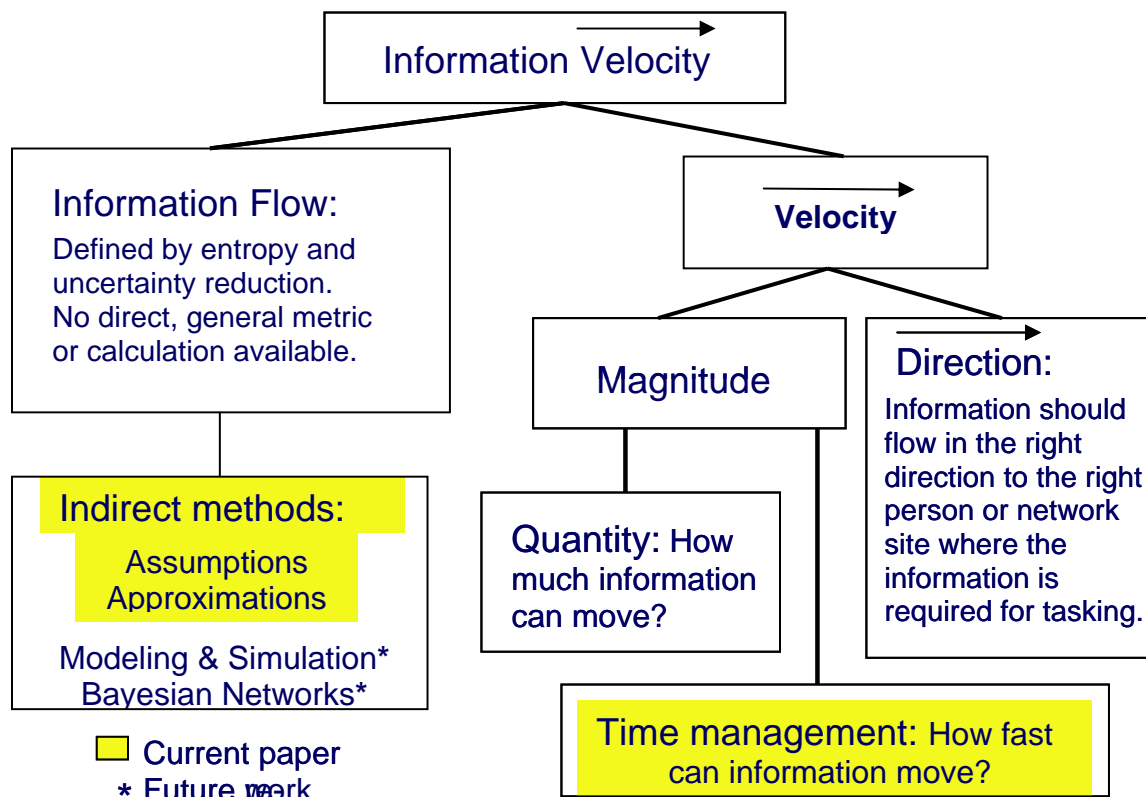 Information Velocity
Information Flow:
Defined by entropy and
uncertainty reduction.
No direct, general metric
or calculation available.
Velocity
Magnitude
Direction:
Information should
flow in the right
direction to the right
person or network
site where the
information is
required for tasking.
Indirect methods:
Assumptions
Approximations
Modeling & Simulation*
Bayesian Networks*
Quantity: How
much information
can move?
Time management: How fast
can information move?
Current paper
* Future